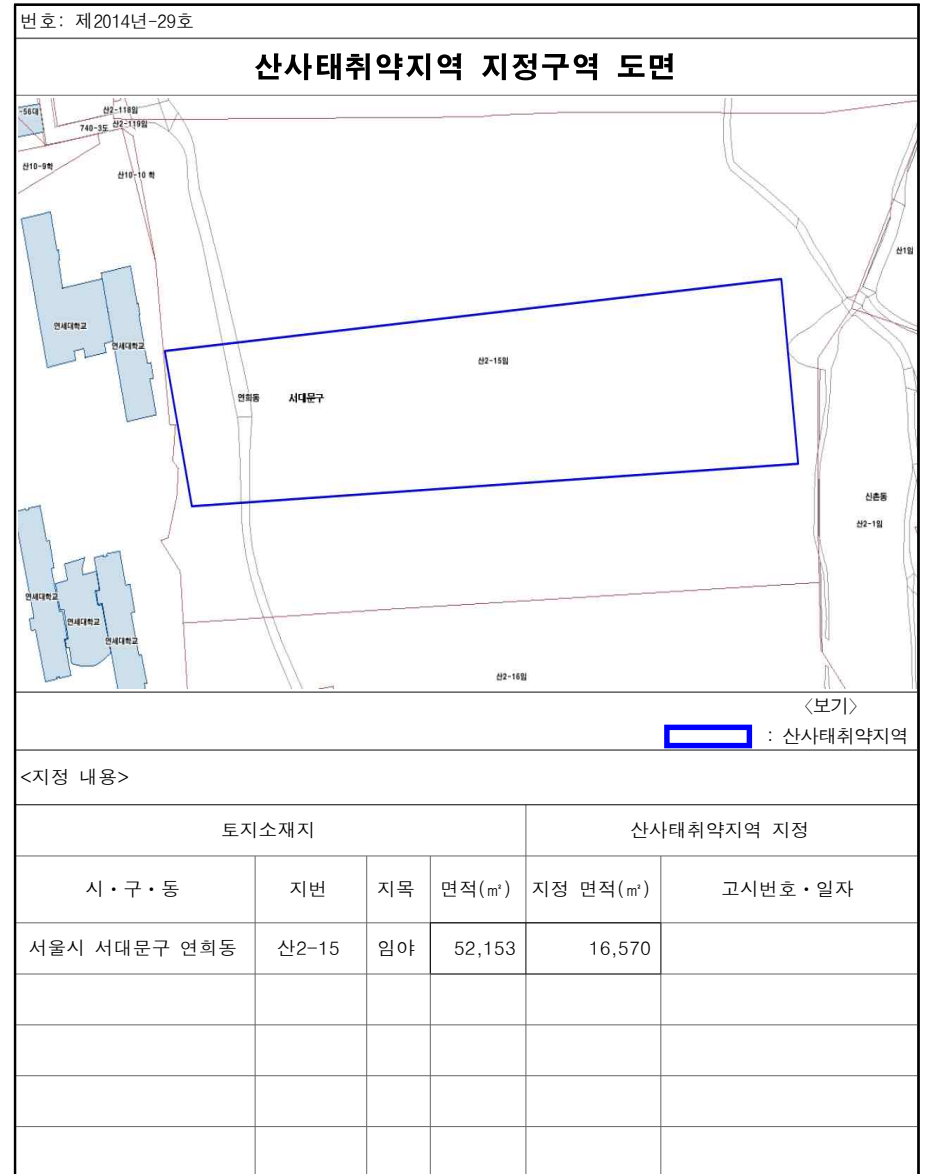 번호: 제2014년-29호
산사태취약지역 지정구역 도면
-56대
산2-118임
740-3도
산2-119임
산10-9학
산10-10 학
산1임
연세대학교
연세대학교
산2-15임
연희동
서대문구
신촌동
산2-1임
연세대학교
연세대학교
연세대학교
산2-16임
〈보기〉
: 산사태취약지역
<지정 내용>
토지소재지 산사태취약지역 지정
시・구・동 지번 지목 면적(㎡) 지정 면적(㎡) 고시번호・일자
서울시 서대문구 연희동 산2-15 임야 52,153 16,570